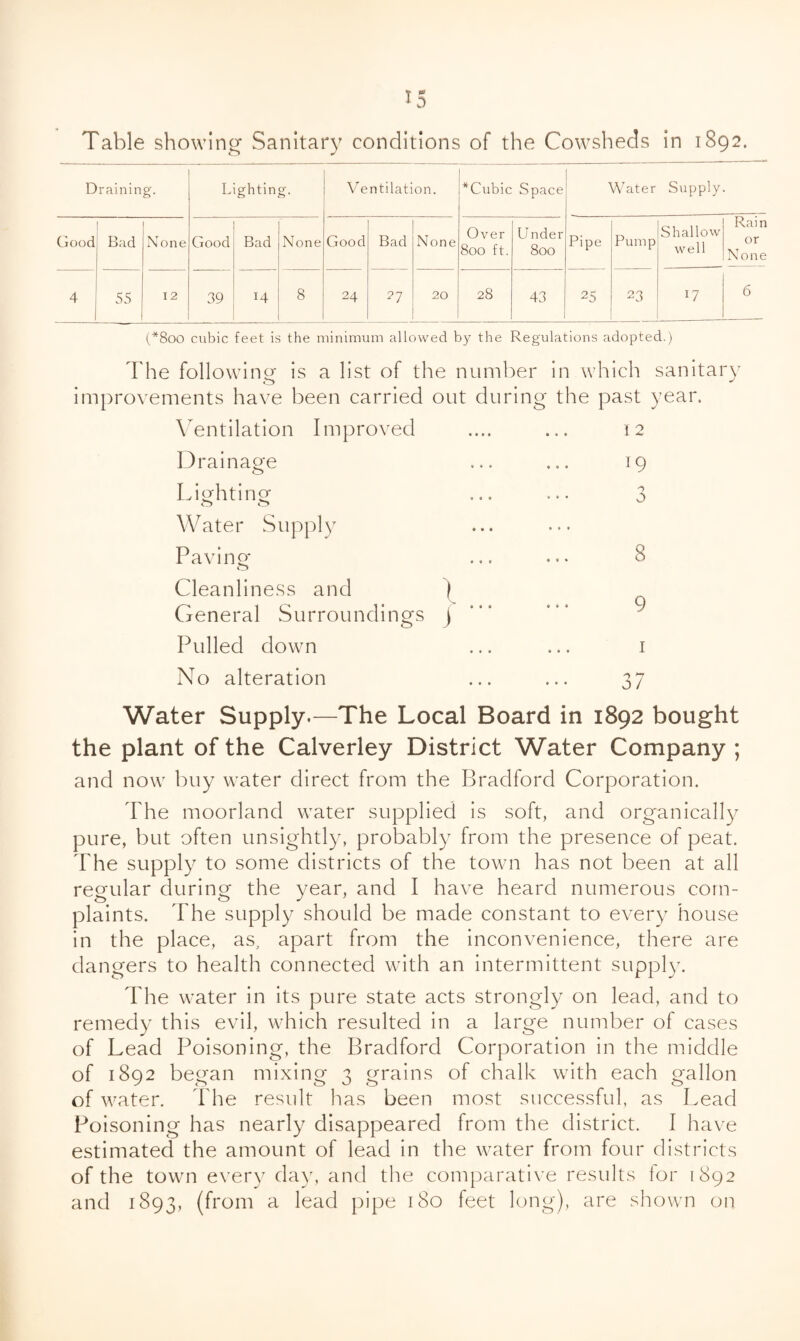 15
Table showing Sanitary conditions of the Cowsheds in 1892.
Draining. Lighting. Ventilation. *Cubic Space Water Supply.
Good Bad None Good Bad None Good Bad None Over 800 ft. Under 800 Pipe Pump Shallow well Rain or None
4 55 12 39 14 8 24 27 20 28 43 25 23 17 6
(*800 cubic feet is the minimum allowed by the Regulations adopted.)
The following is a list of the number in which sanitary
improvements have been carried out during the past year.
Ventilation Improved .... ... 12
Drainage ... ... 19
Lighting ... ... 3
Water Supply ... ...
Paving ... ... 8
Cleanliness and }
General Surroundings } ... ... 9
Pulled down ... ... 1
No alteration ... ... 37
Water Supply.—The Local Board in 1892 bought
the plant of the Calverley District Water Company ;
and now buy water direct from the Bradford Corporation.
The moorland water supplied is soft, and organically
pure, but often unsightly, probably from the presence of peat.
The supply to some districts of the town has not been at all
regular during the year, and I have heard numerous com-
plaints. The supply should be made constant to every house
in the place, as, apart from the inconvenience, there are
dangers to health connected with an intermittent supply.
The water in its pure state acts strongly on lead, and to
remedy this evil, which resulted in a large number of cases
of Lead Poisoning, the Bradford Corporation in the middle
of 1892 began mixing 3 grains of chalk with each gallon
of water. The result has been most successful, as Lead
Poisoning has nearly disappeared from the district. I have
estimated the amount of lead in the water from four districts
of the town every day, and the comparative results for 1892
and 1893, (from a lead pipe 180 feet long), are shown on